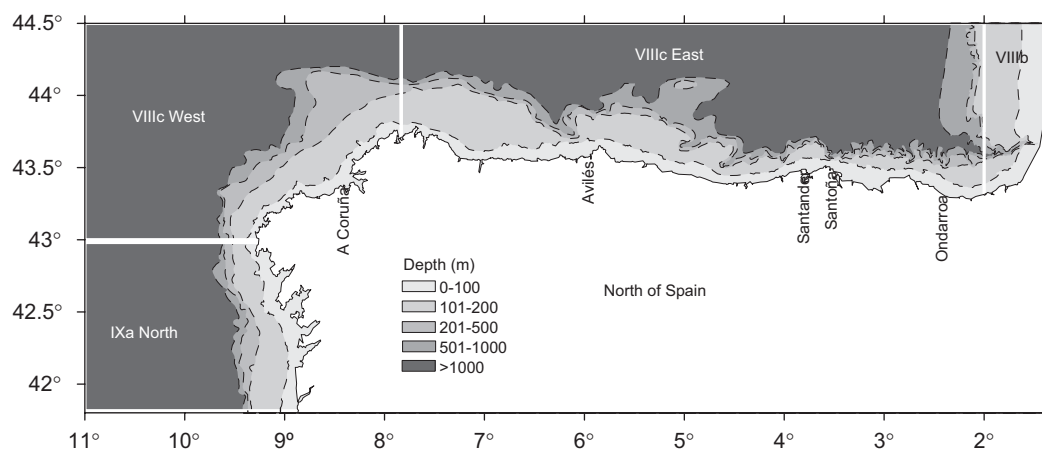 44.5°
44°
43.5°
43°
42.5°
42°
VIIIc East
VIIIb
VIIIc West
IXa North
A Coruña
Avilés
Santander
Santoña
Ondarroa
North of Spain
Depth (m)
0-100
101-200
201-500
501-1000
>1000
11° 10° 9° 8° 7° 6° 5° 4° 3° 2°